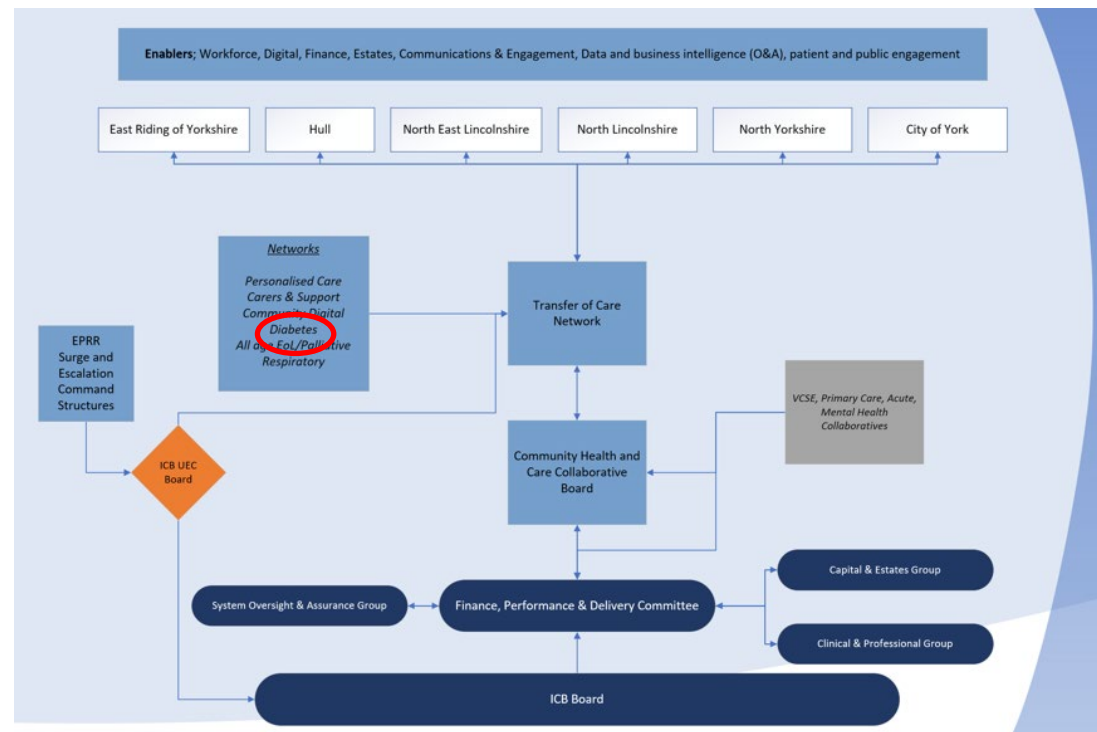 Enablers; Workforce, Digital, Finance, Estates, Communications & Engagement, Data and business intelligence (O&A), patient and public engagement
East Riding of Yorkshire
Hull
North East Lincolnshire
North Lincolnshire
North Yorkshire
City of York
Networks
Personalised Care
Carers & Support
Community Digital
Diabetes
All age EoL/Palliative
Respiratory
Transfer of Care
Network
EPRR
Surge and
Escalation
Command
Structures
VCSE, Primary Care, Acute,
Mental Health
Collaboratives
ICB UEC
Board
Community Health and
Care Collaborative
Board
Capital & Estates Group
System Oversight & Assurance Group
Finance, Performance & Delivery Committee
Clinical & Professional Group
ICB Board